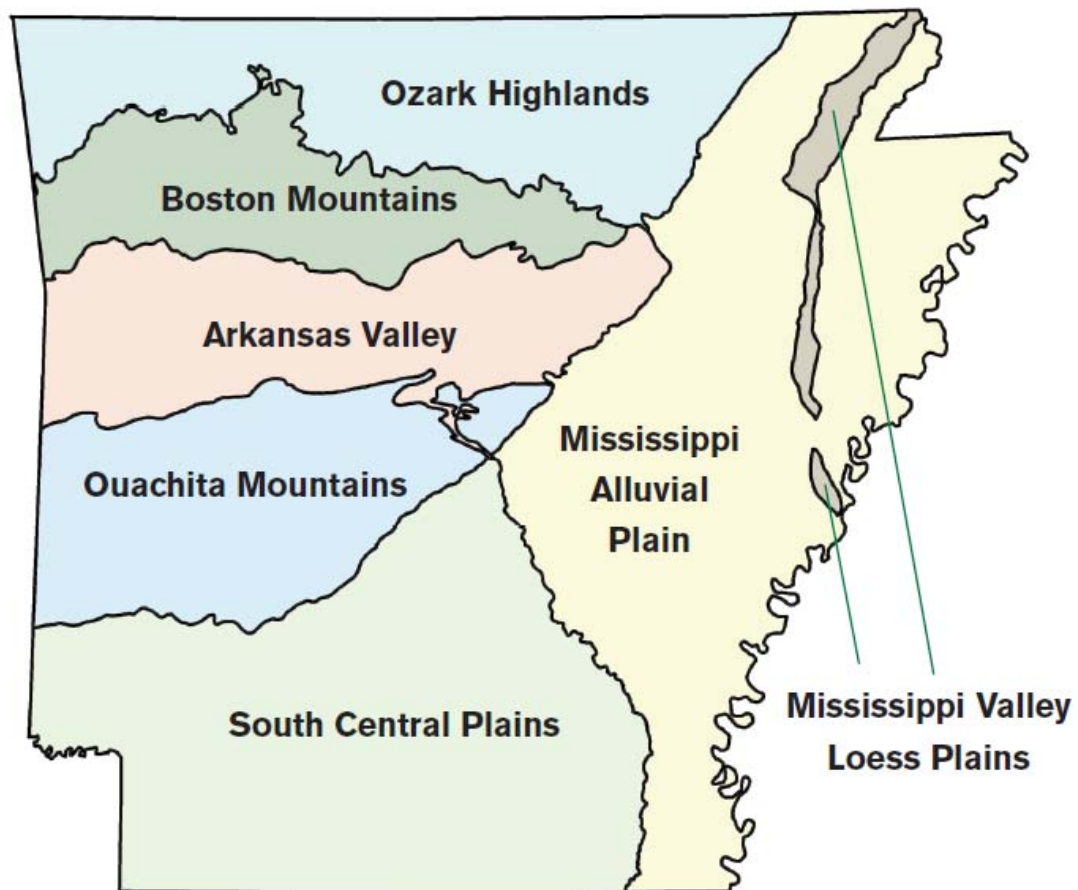 Ozark Highlands
Boston Mountains
Arkansas Valley
Ouachita Mountains
Mississippi
Alluvial
Plain
South Central Plains
Mississippi Valley
Loess Plains